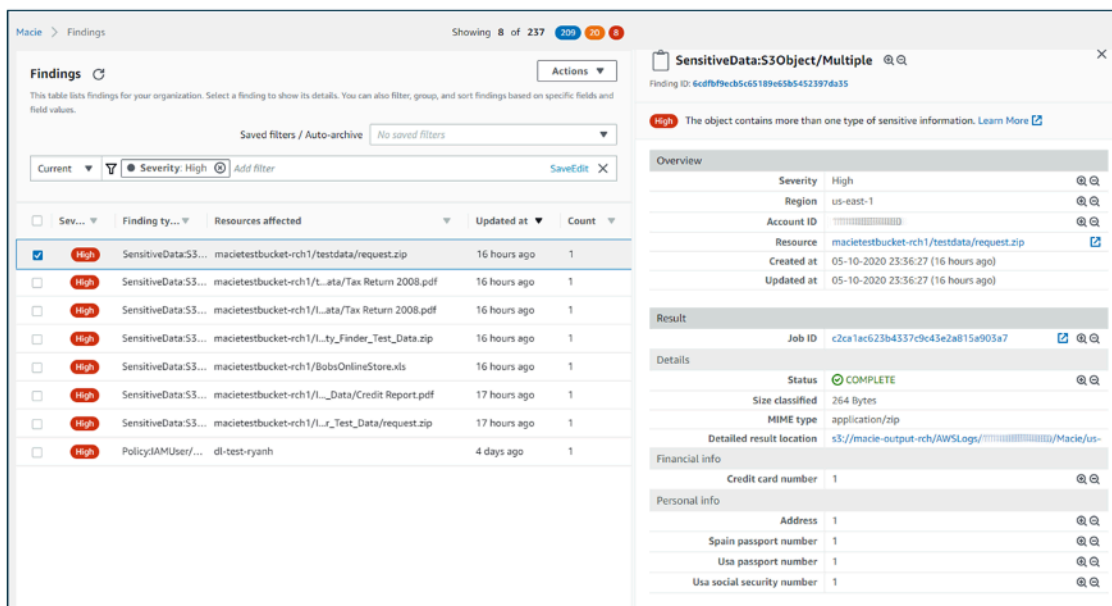 Macie > Findings
Showing 8 of 237 209 20 8
Findings
Actions
This table lists findings for your organization. Select a finding to show its details. You can also filter, group, and sort findings based on specific fields and
field values.
Saved filters / Auto-archive No saved filters
Current Severity: High Add filter SaveEdit
Sev... Finding ty... Resources affected Updated at Count
High SensitiveData:S3... macietestbucket-rch1/testdata/request.zip 16 hours ago 1
High SensitiveData:S3... macietestbucket-rch1/t...ata/Tax Return 2008.pdf 16 hours ago 1
High SensitiveData:S3... macietestbucket-rch1/I...ata/Tax Return 2008.pdf 16 hours ago 1
High SensitiveData:S3... macietestbucket-rch1/I...ty_Finder_Test_Data.zip 16 hours ago 1
High SensitiveData:S3... macietestbucket-rch1/BobsOnlineStore.xls 16 hours ago 1
High SensitiveData:S3... macietestbucket-rch1/I..._Data/Credit Report.pdf 17 hours ago 1
High SensitiveData:S3... macietestbucket-rch1/I...r_Test_Data/request.zip 17 hours ago 1
High Policy:IAMUser/... dl-test-ryanh 4 days ago 1
SensitiveData:S3Object/Multiple
Finding ID: 6cdfbf9ecb5c65189e65b5452397da35
High The object contains more than one type of sensitive information. Learn More
Overview
Severity High
Region us-east-1
Account ID
Resource macietestbucket-rch1/testdata/request.zip
Created at 05-10-2020 23:36:27 (16 hours ago)
Updated at 05-10-2020 23:36:27 (16 hours ago)
Result
Job ID c2ca1ac623b4337c9c43e2a815a903a7
Details
Status COMPLETE
Size classified 264 Bytes
MIME type application/zip
Detailed result location s3://macie-output-rch/AWSLogs/ /Macie/us-
Financial info
Credit card number 1
Personal info
Address 1
Spain passport number 1
Usa passport number 1
Usa social security number 1